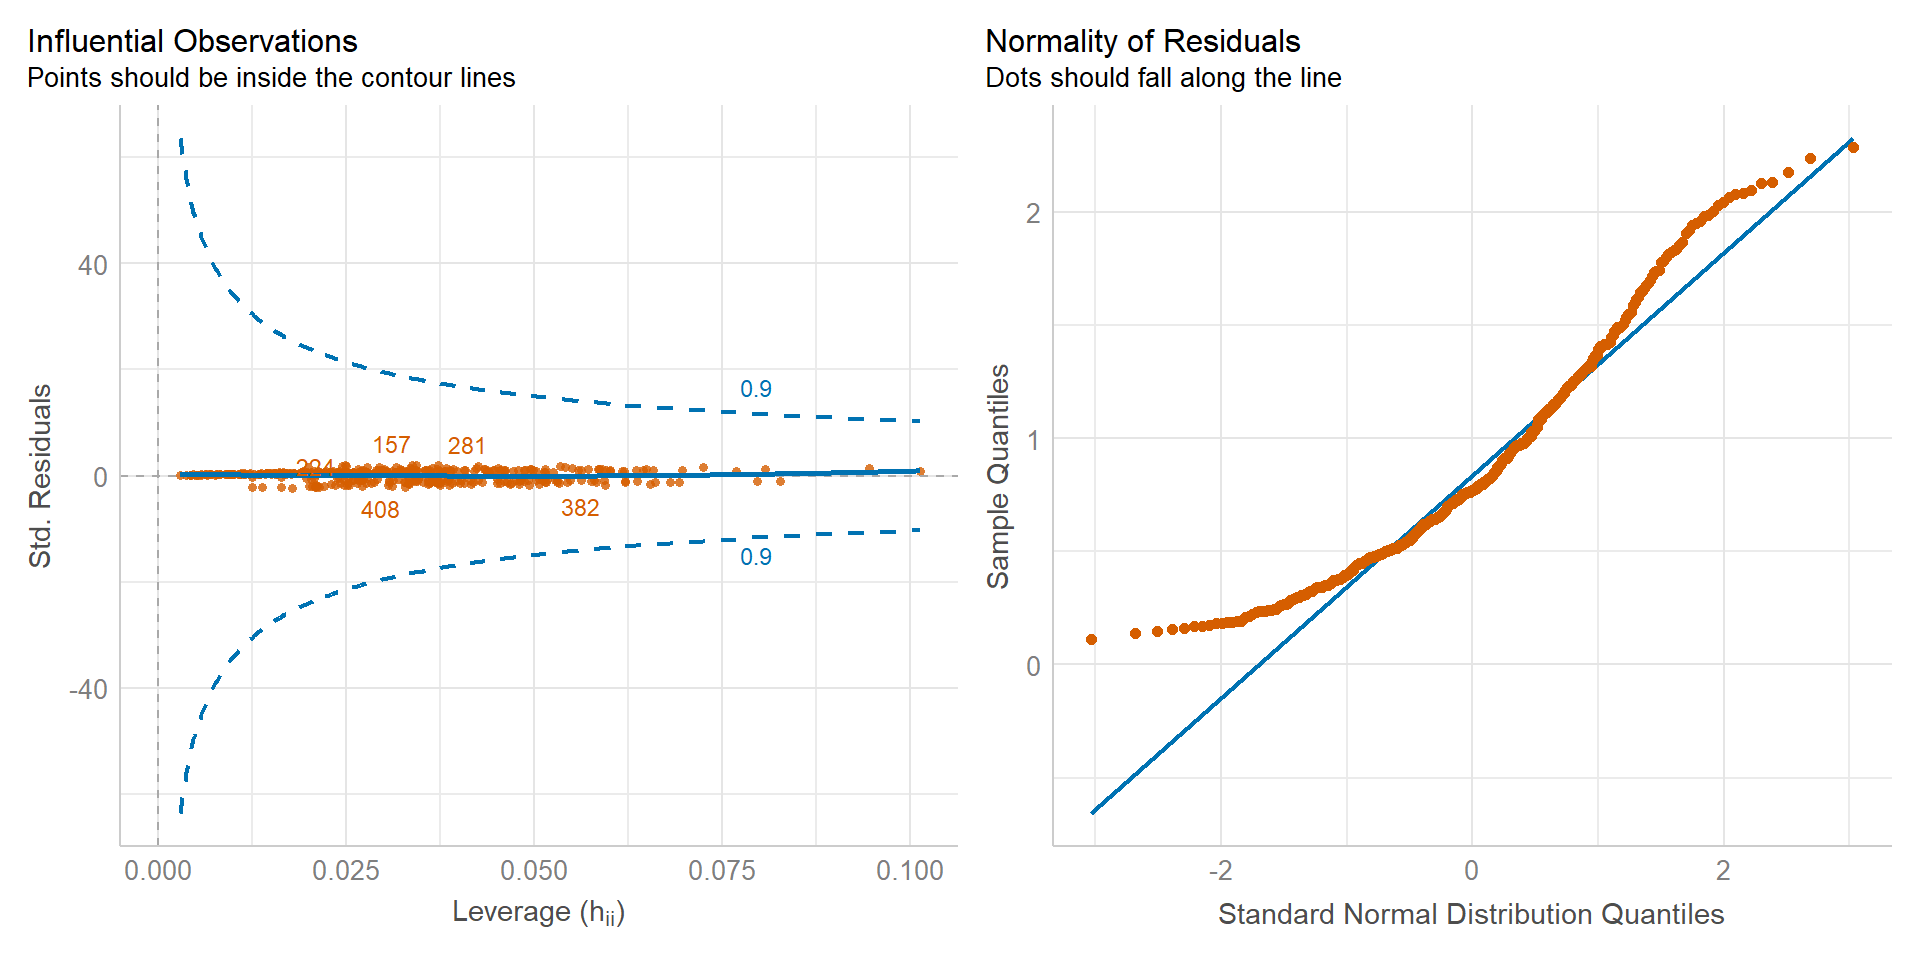 Influential Observations
Points should be inside the contour lines
40
0
-40
Std. Residuals
0.9
157
281
224
408
382
0.9
0.000
0.025
0.050
0.075
0.100
Leverage (hii)
Normality of Residuals
Dots should fall along the line
2
1
0
Sample Quantiles
-2
0
2
Standard Normal Distribution Quantiles